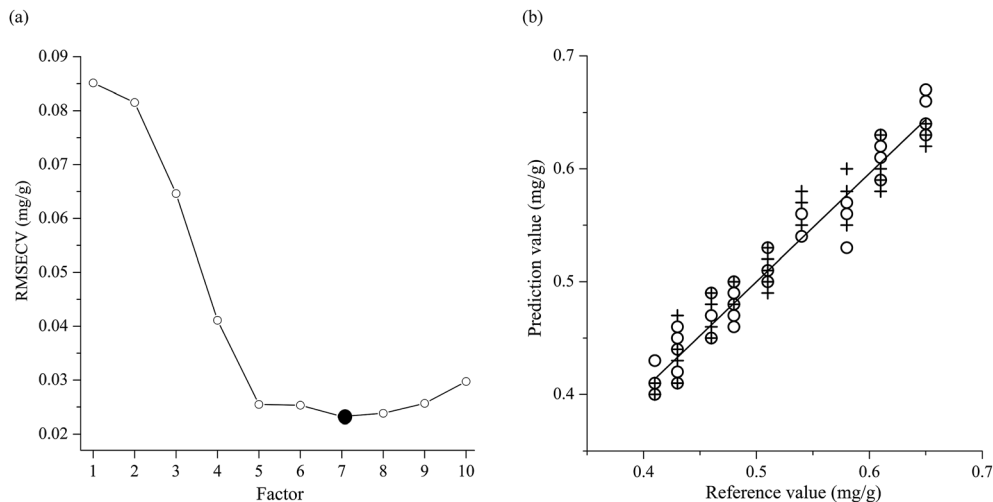 (a)
0.09
0.08
0.07
0.06
0.05
0.04
0.03
0.02
RMSECV (mg/g)
1 2 3 4 5 6 7 8 9 10
Factor
(b)
0.7
0.6
0.5
0.4
Prediction value (mg/g)
0.4 0.5 0.6 0.7
Reference value (mg/g)